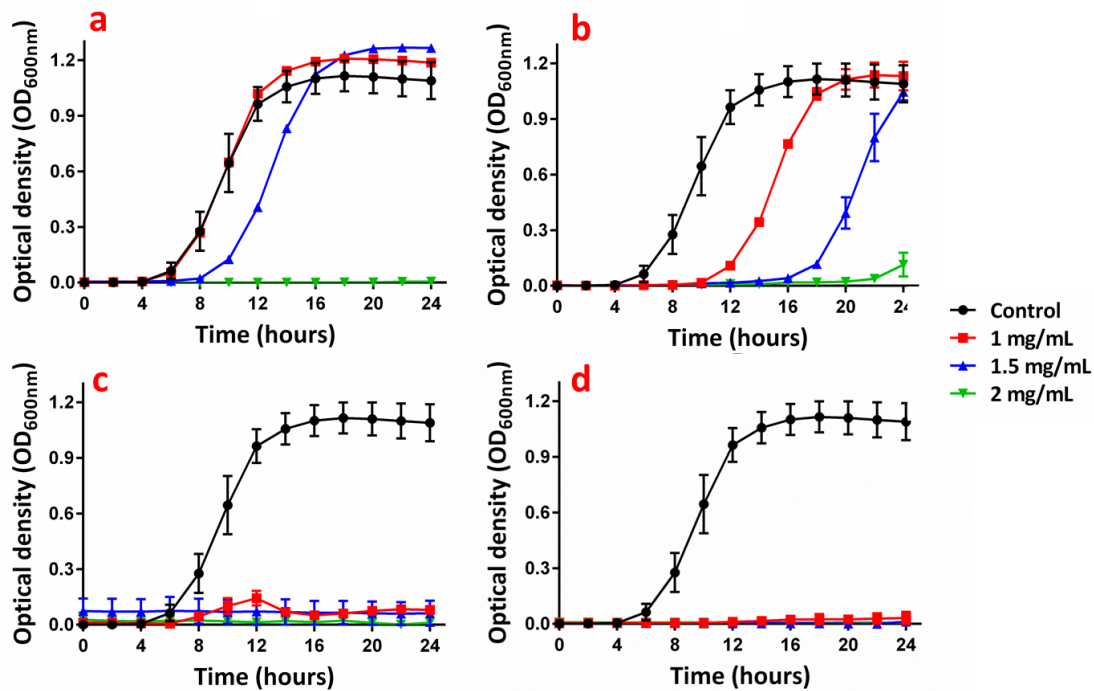 a
Optical density (OD600nm)
1.2
0.9
0.6
0.3
0.0
0 4 8 12 16 20 24
Time (hours)
b
Optical density (OD600nm)
1.2
0.9
0.6
0.3
0.0
0 4 8 12 16 20 24
Time (hours)
Control
1 mg/mL
1.5 mg/mL
2 mg/mL
c
Optical density (OD600nm)
1.2
0.9
0.6
0.3
0.0
0 4 8 12 16 20 24
Time (hours)
d
Optical density (OD600nm)
1.2
0.9
0.6
0.3
0.0
0 4 8 12 16 20 24
Time (hours)